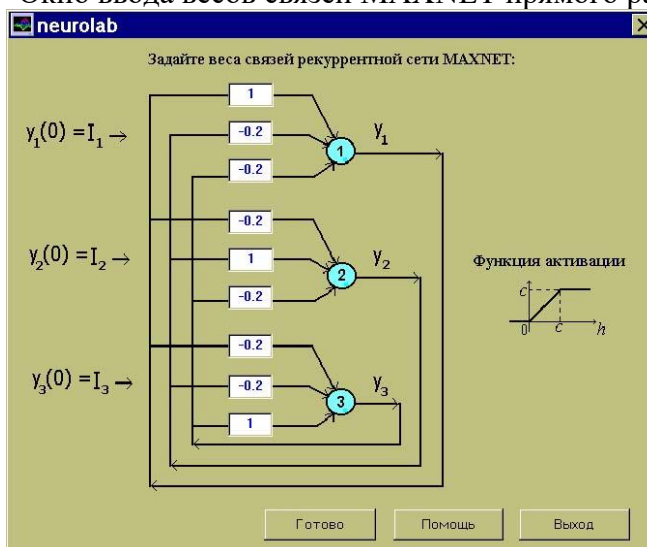 Окно ввода весов связей MAXNET прямого ра
neurolab
Задайте веса связей рекуррентной сети MAXNET:
y₁(0) = I₁ →
1
-0.2
-0.2
1
y₁
y₂(0) = I₂ →
-0.2
1
-0.2
2
y₂
Функция активации
c
0 c h
y₃(0) = I₃ →
-0.2
-0.2
1
3
y₃
Готово Помощь Выход